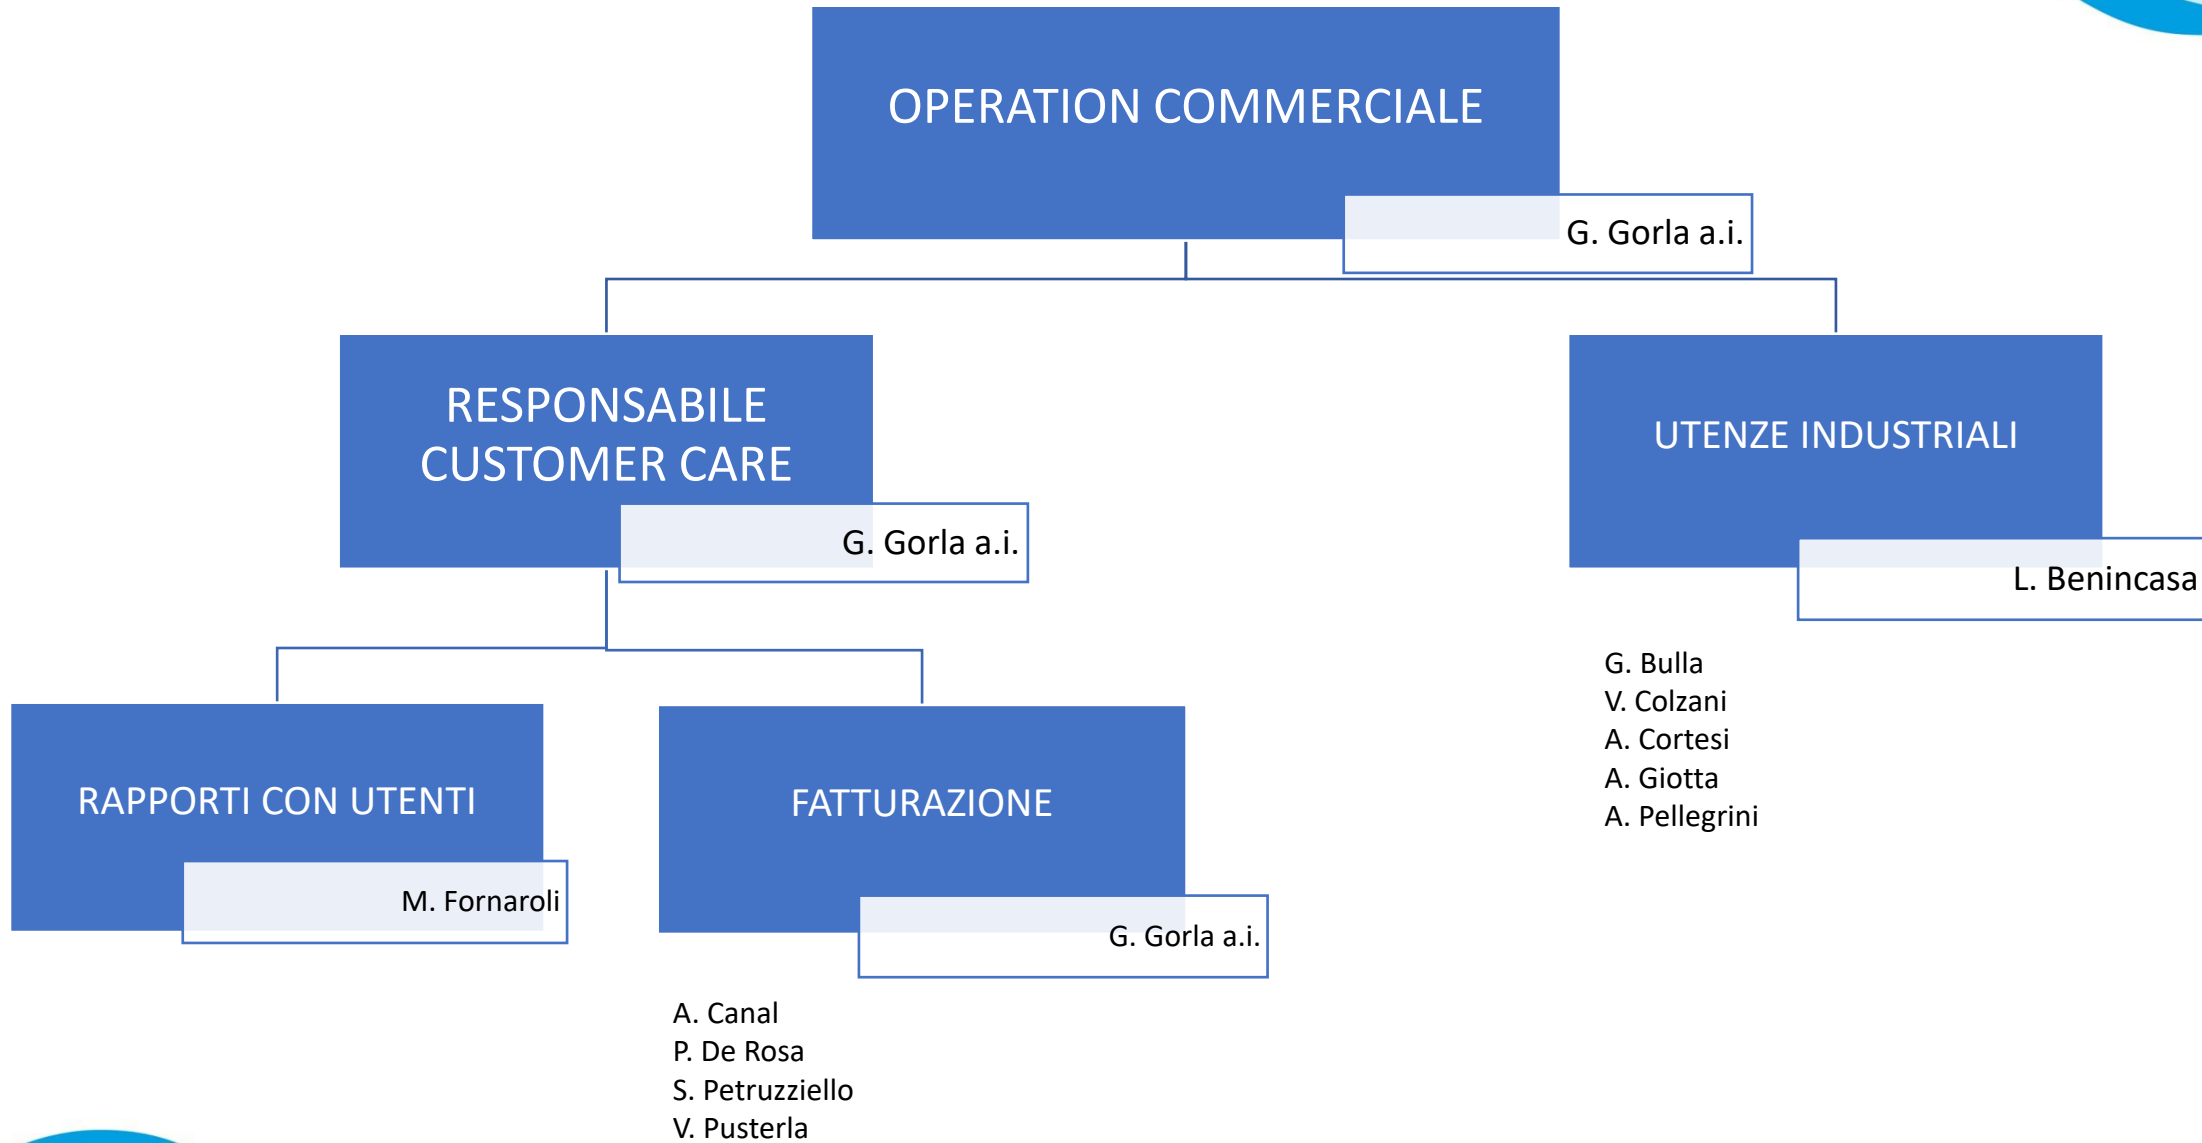 OPERATION COMMERCIALE
G. Gorla a.i.
RESPONSABILE
CUSTOMER CARE
G. Gorla a.i.
UTENZE INDUSTRIALI
L. Benincasa
G. Bulla
V. Colzani
A. Cortesi
A. Giotta
A. Pellegrini
RAPPORTI CON UTENTI
M. Fornaroli
FATTURAZIONE
G. Gorla a.i.
A. Canal
P. De Rosa
S. Petruzziello
V. Pusterla